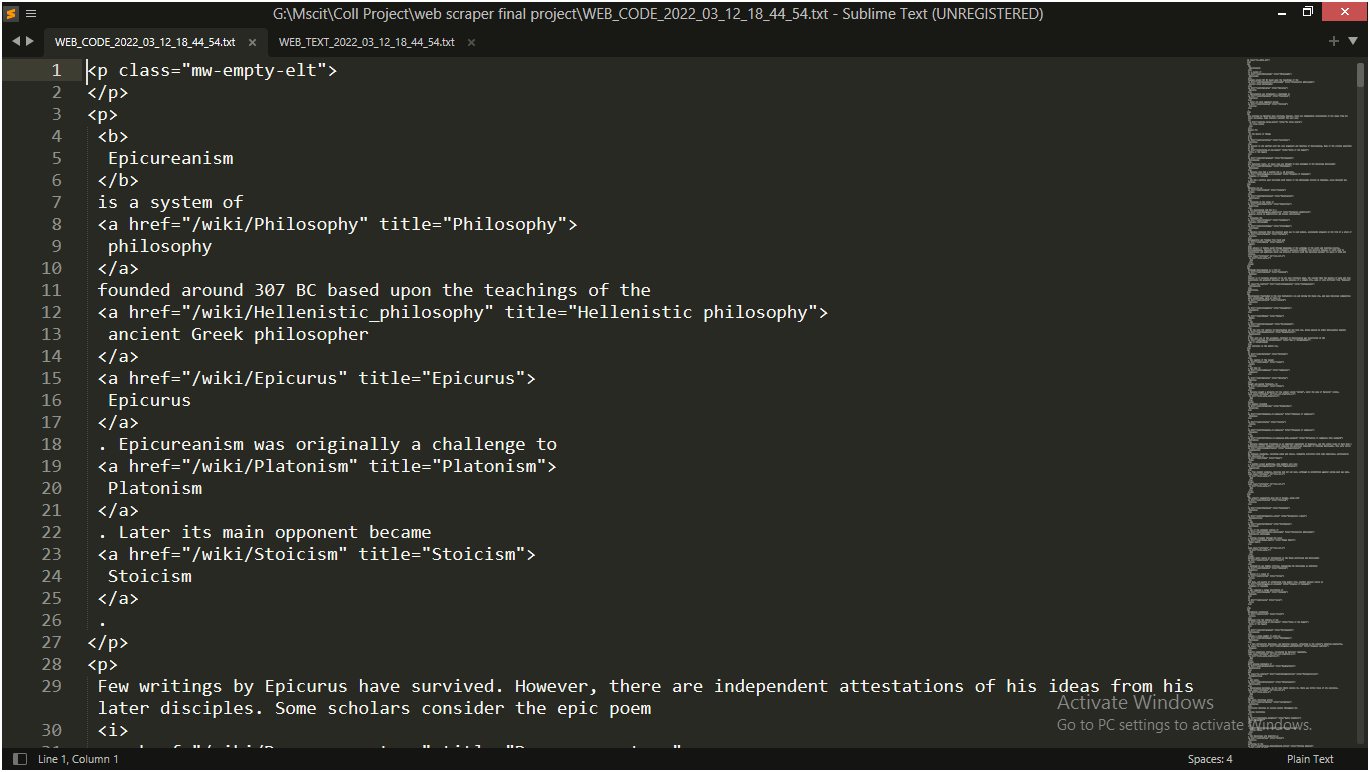 G:\Mscit\Coll Project\web scraper final project\WEB_CODE_2022_03_12_18_44_54.txt - Sublime Text (UNREGISTERED)
WEB_CODE_2022_03_12_18_44_54.txt × WEB_TEXT_2022_03_12_18_44_54.txt ×
1 <p class="mw-empty-elt">
2 </p>
3 <p>
4 <b>
5 Epicureanism
6 </b>
7 is a system of
8 <a href="/wiki/Philosophy" title="Philosophy">
9 philosophy
10 </a>
11 founded around 307 BC based upon the teachings of the
12 <a href="/wiki/Hellenistic_philosophy" title="Hellenistic philosophy">
13 ancient Greek philosopher
14 </a>
15 <a href="/wiki/Epicurus" title="Epicurus">
16 Epicurus
17 </a>
18 . Epicureanism was originally a challenge to
19 <a href="/wiki/Platonism" title="Platonism">
20 Platonism
21 </a>
22 . Later its main opponent became
23 <a href="/wiki/Stoicism" title="Stoicism">
24 Stoicism
25 </a>
26 .
27 </p>
28 <p>
29 Few writings by Epicurus have survived. However, there are independent attestations of his ideas from his
later disciples. Some scholars consider the epic poem
30 <i>
Activate Windows
Go to PC settings to activate Windows.
Line 1, Column 1 Spaces: 4 Plain Text